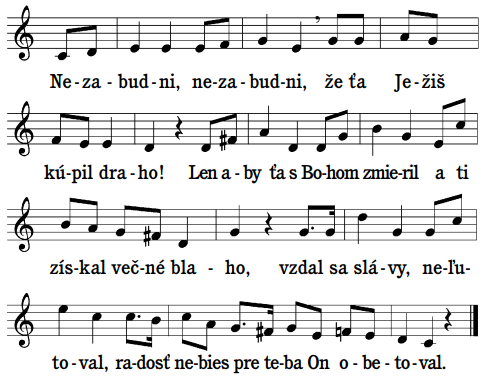 Ne-za-bud-ni, ne-za-bud-ni, že ťa Je-žiš
kú-pil dra-ho! Len a-by ťa s Bo-hom zmie-ril a ti
zís-kal več-né bla-ho, vzdal sa slá-vy, ne-ľu-
to-val, ra-dosť ne-bies pre te-ba On o-be-to-val.